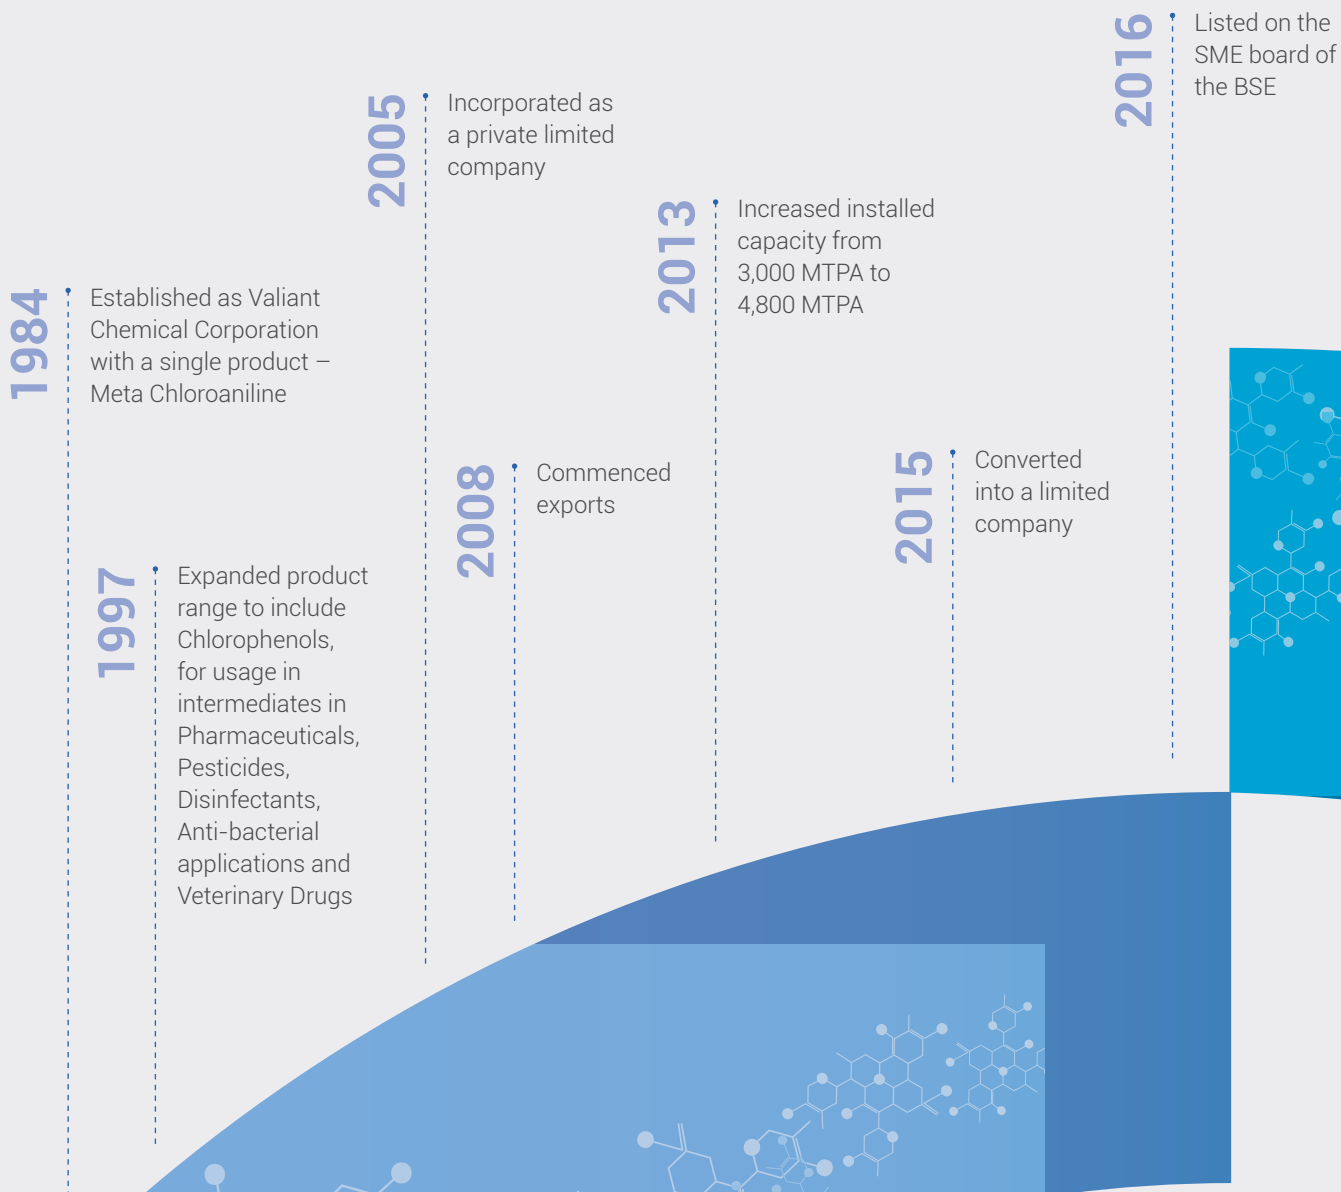 1984
Established as Valiant
Chemical Corporation
with a single product –
Meta Chloroaniline
1997
Expanded product
range to include
Chlorophenols,
for usage in
intermediates in
Pharmaceuticals,
Pesticides,
Disinfectants,
Anti-bacterial
applications and
Veterinary Drugs
2005
Incorporated as
a private limited
company
2008
Commenced
exports
2013
Increased installed
capacity from
3,000 MTPA to
4,800 MTPA
2015
Converted
into a limited
company
2016
Listed on the
SME board of
the BSE